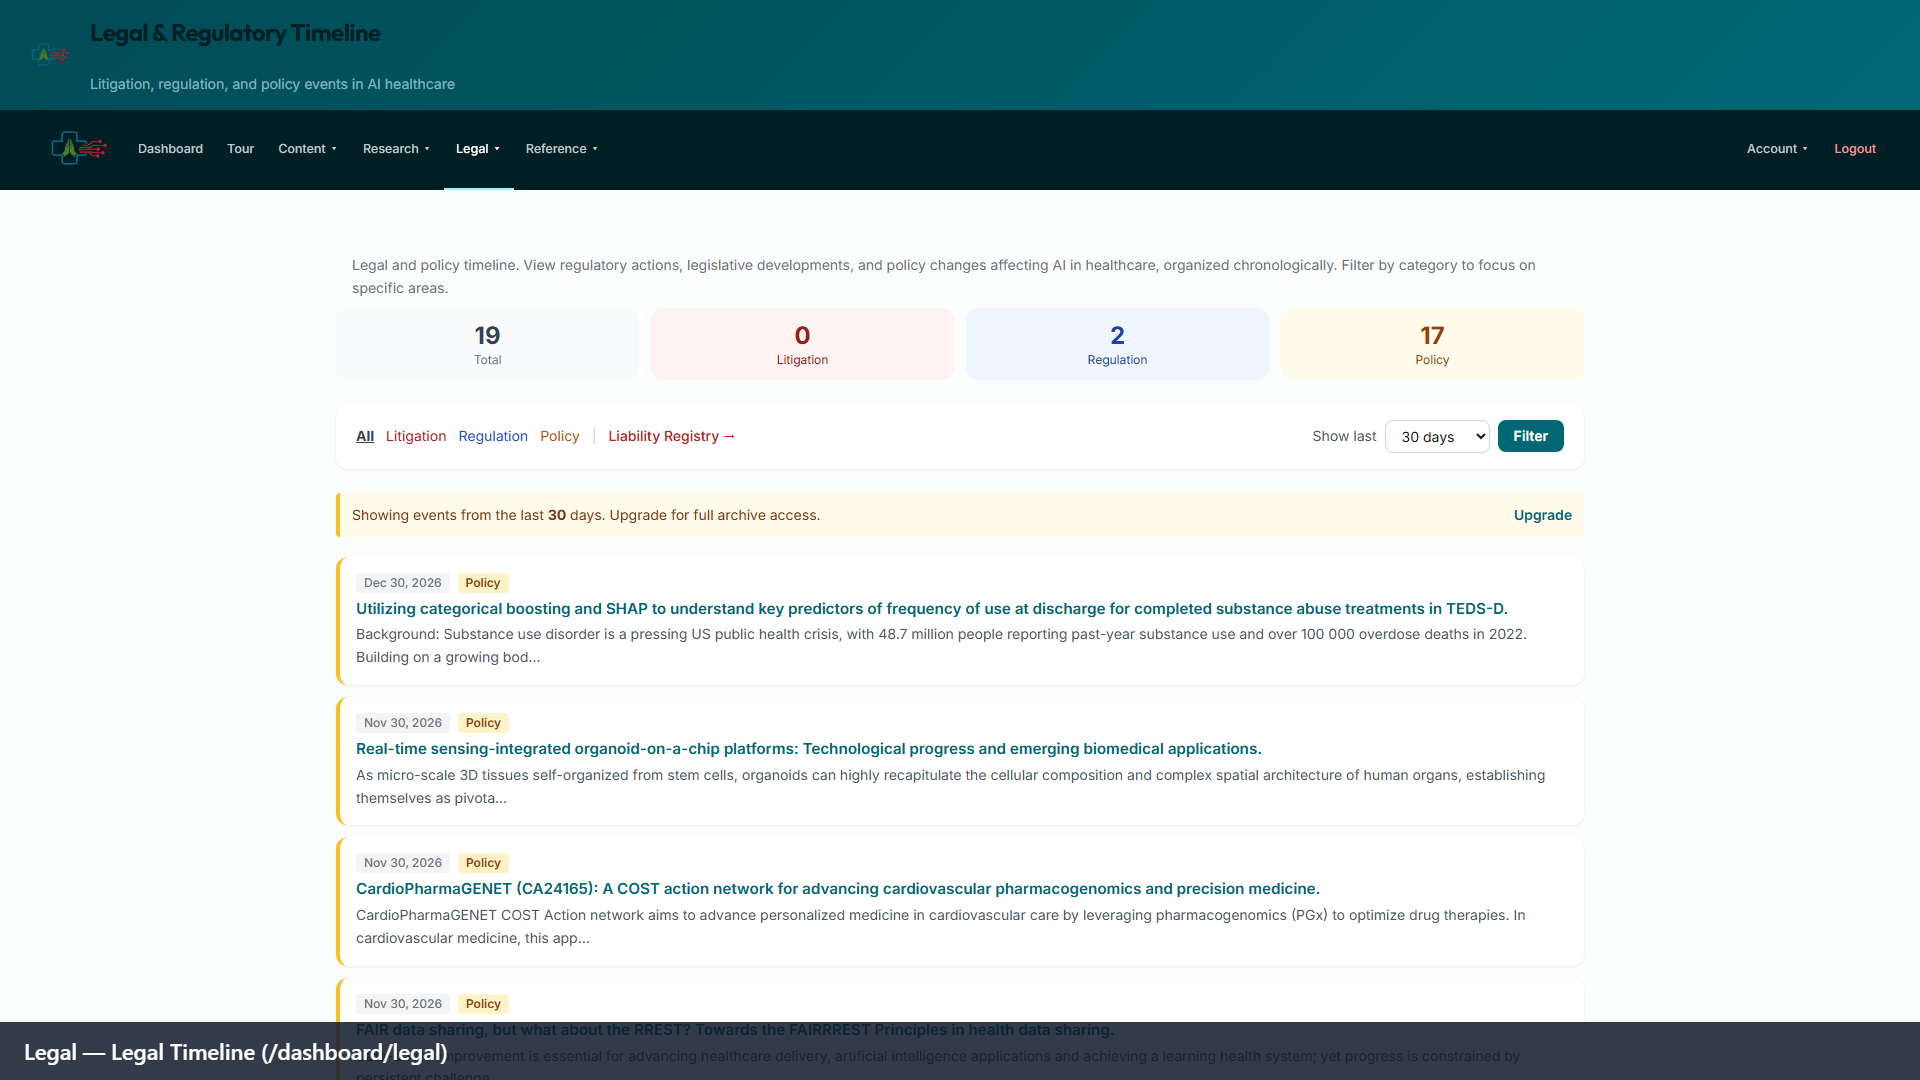 Legal & Regulatory Timeline
Litigation, regulation, and policy events in AI healthcare
Dashboard
Tour
Content
Research
Legal
Reference
Account
Logout
Legal and policy timeline. View regulatory actions, legislative developments, and policy changes affecting AI in healthcare, organized chronologically. Filter by category to focus on
specific areas.
19
Total
0
Litigation
2
Regulation
17
Policy
All Litigation Regulation Policy | Liability Registry →
Show last 30 days Filter
Showing events from the last 30 days. Upgrade for full archive access.
Upgrade
Dec 30, 2026 Policy
Utilizing categorical boosting and SHAP to understand key predictors of frequency of use at discharge for completed substance abuse treatments in TEDS-D.
Background: Substance use disorder is a pressing US public health crisis, with 48.7 million people reporting past-year substance use and over 100 000 overdose deaths in 2022.
Building on a growing bod...
Nov 30, 2026 Policy
Real-time sensing-integrated organoid-on-a-chip platforms: Technological progress and emerging biomedical applications.
As micro-scale 3D tissues self-organized from stem cells, organoids can highly recapitulate the cellular composition and complex spatial architecture of human organs, establishing
themselves as pivota...
Nov 30, 2026 Policy
CardioPharmaGENET (CA24165): A COST action network for advancing cardiovascular pharmacogenomics and precision medicine.
CardioPharmaGENET COST Action network aims to advance personalized medicine in cardiovascular care by leveraging pharmacogenomics (PGx) to optimize drug therapies. In
cardiovascular medicine, this app...
Nov 30, 2026 Policy
FAIR data sharing, but what about the RREST? Towards the FAIRRREST Principles in health data sharing.
improvement is essential for advancing healthcare delivery, artificial intelligence applications and achieving a learning health system; yet progress is constrained by
persistent challenge...
Legal — Legal Timeline (/dashboard/legal)